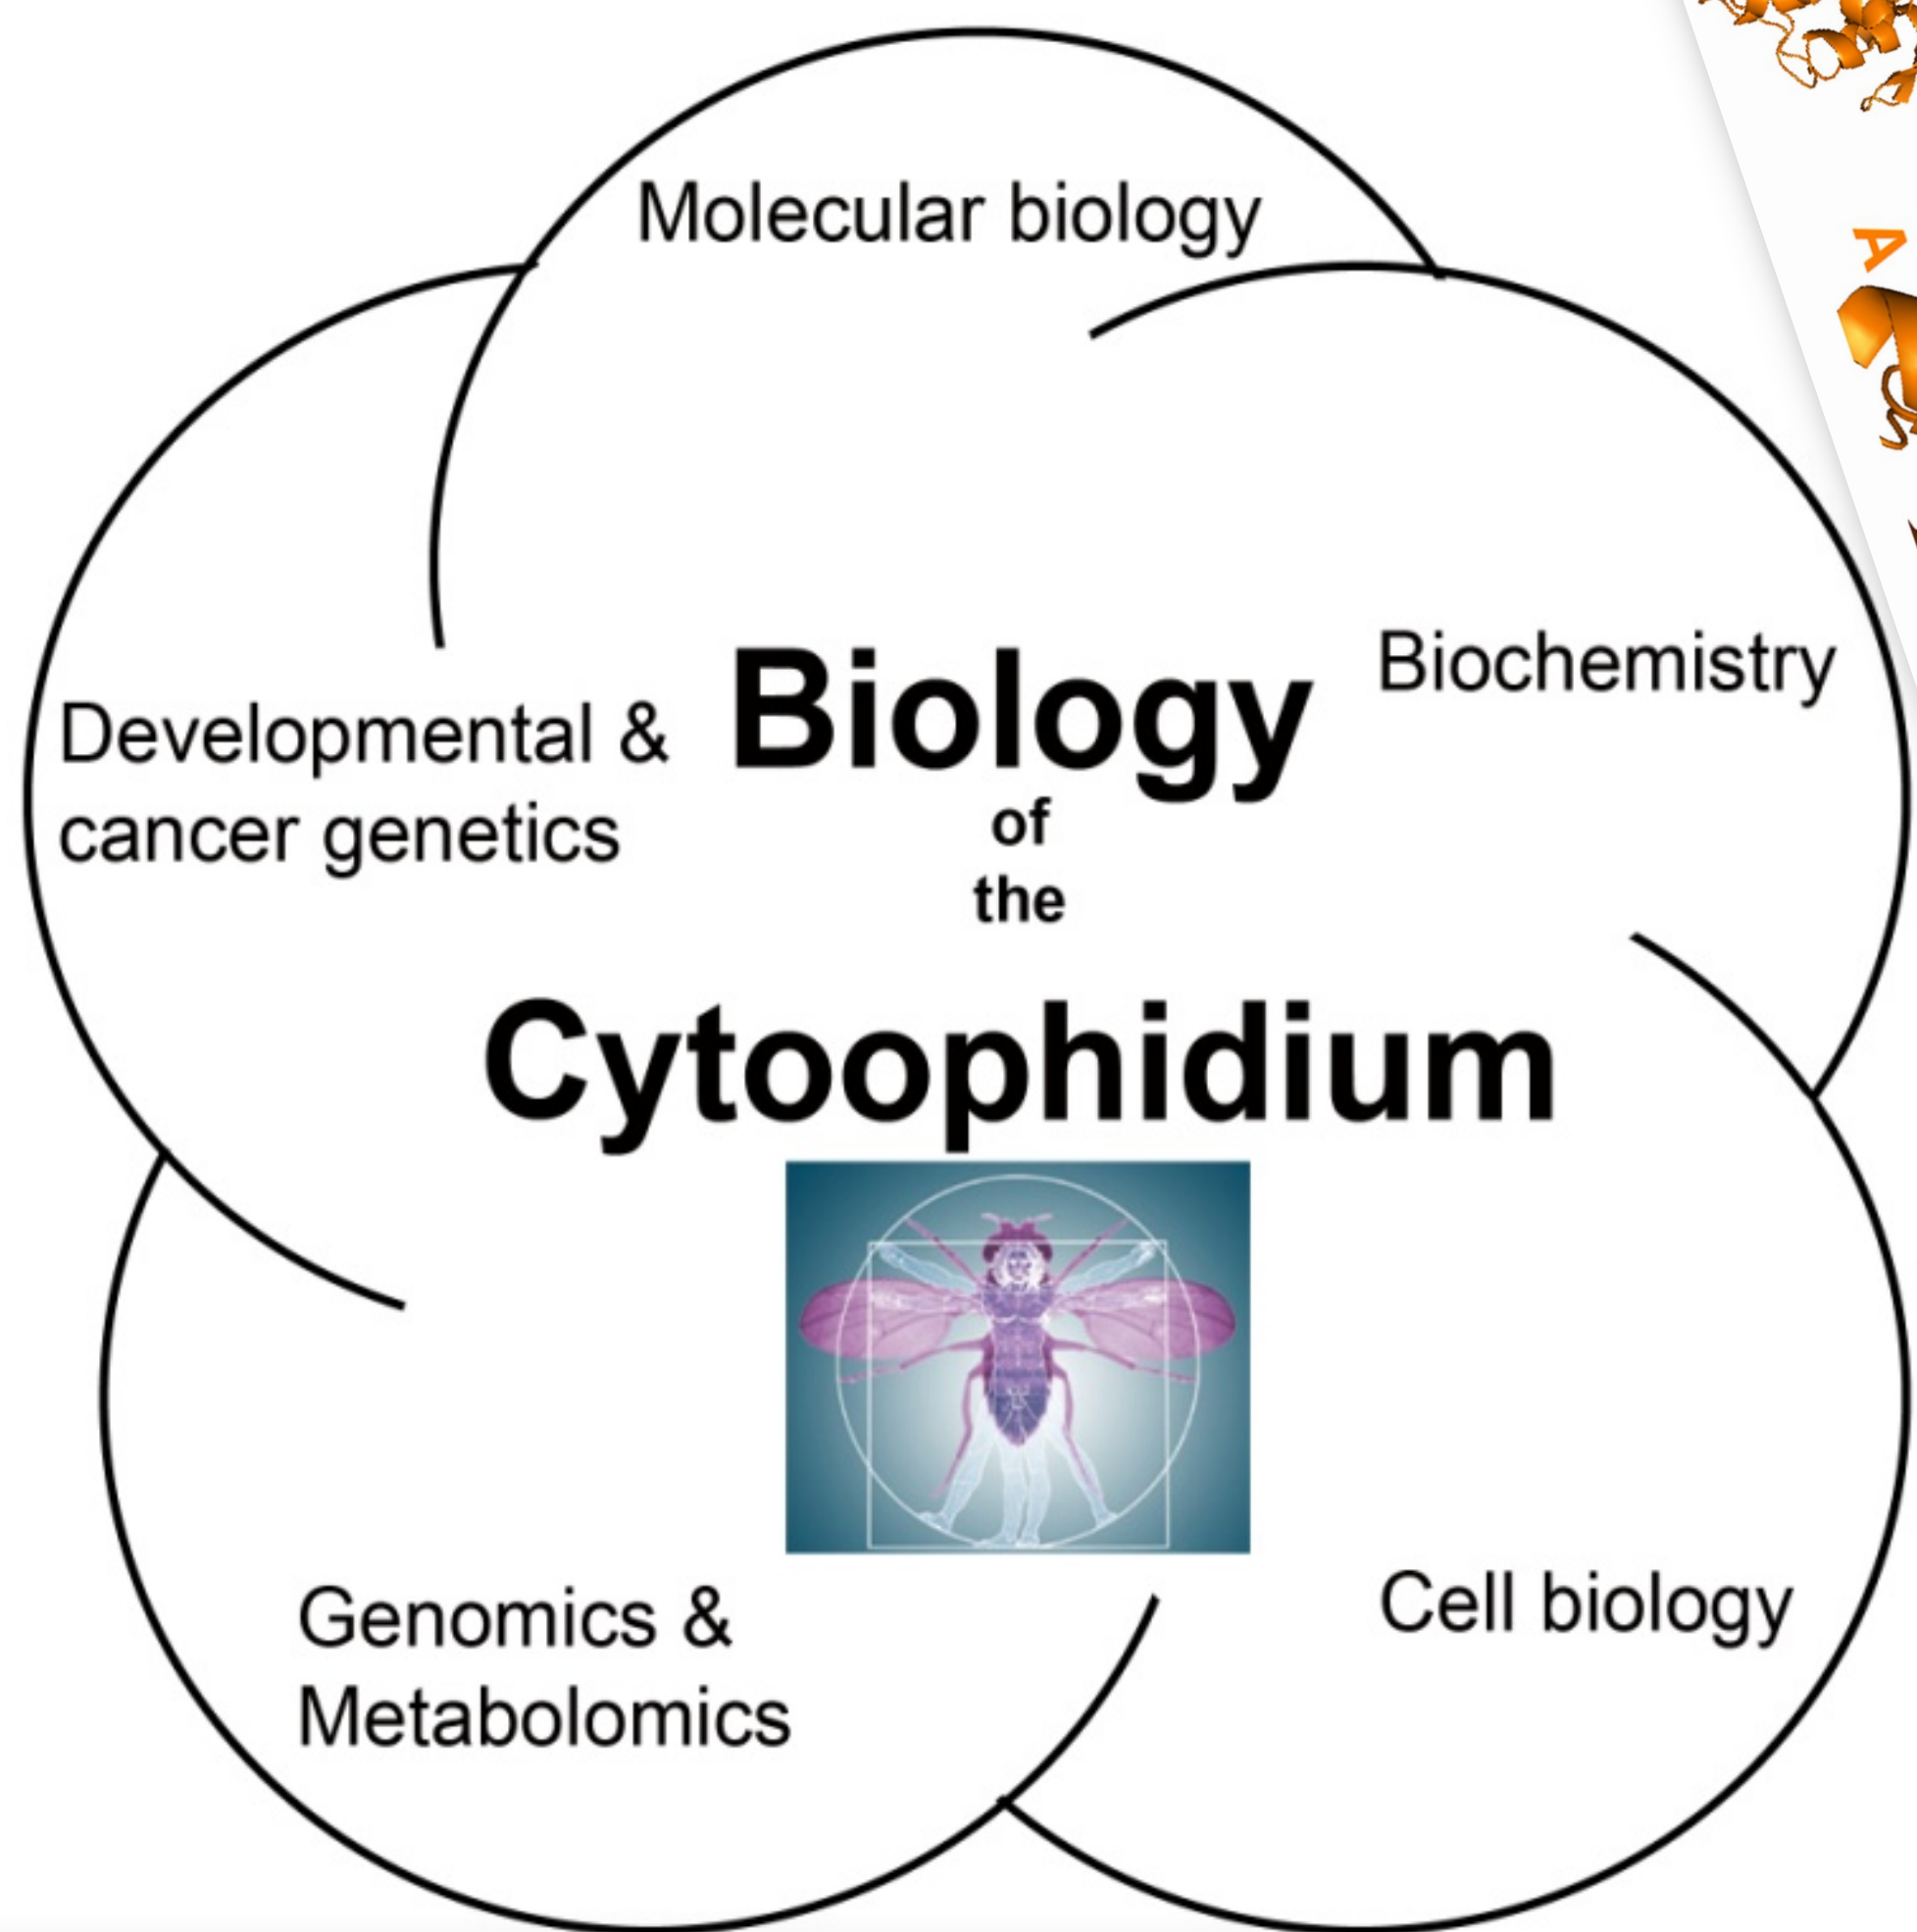 Molecular biology
A
Biochemistry
Developmental &
cancer genetics
Biology
of
the
Cytoophidium
Genomics &
Metabolomics
Cell biology